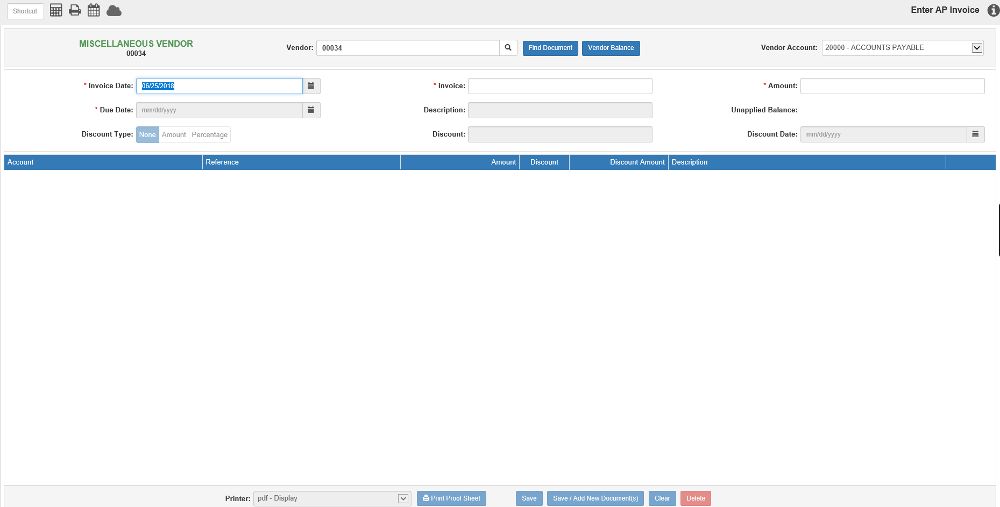 Shortcut
Enter AP Invoice
MISCELLANEOUS VENDOR
00034
Vendor: 00034 Find Document Vendor Balance Vendor Account: 20000 - ACCOUNTS PAYABLE
* Invoice Date: 06/25/2018 * Invoice: * Amount:
* Due Date: mm/dd/yyyy Description: Unapplied Balance:
Discount Type: None Amount Percentage Discount: Discount Date: mm/dd/yyyy
Account Reference Amount Discount Discount Amount Description
Printer: pdf - Display Print Proof Sheet Save Save / Add New Document(s) Clear Delete